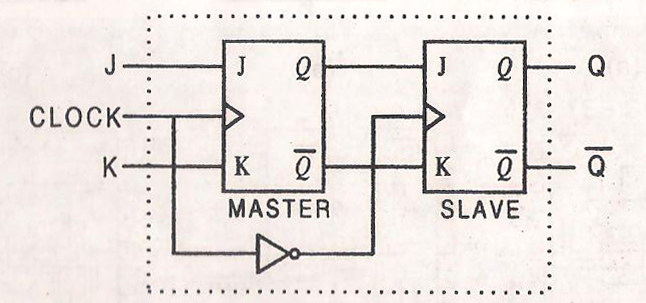 J J Q J Q Q
CLOCK
K K Q̅ K Q̅ Q̅
MASTER SLAVE